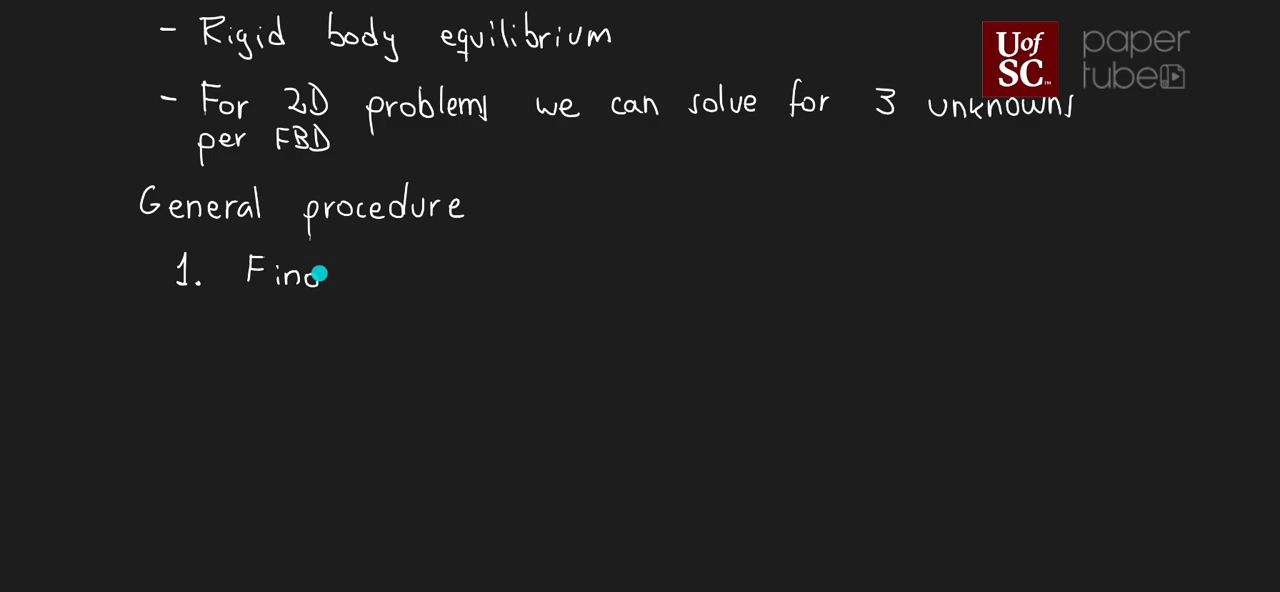 - Rigid body equilibrium
UofSC™
paper tube
- For 2D problems we can solve for 3 unknowns
per FBD
General procedure
1. Find